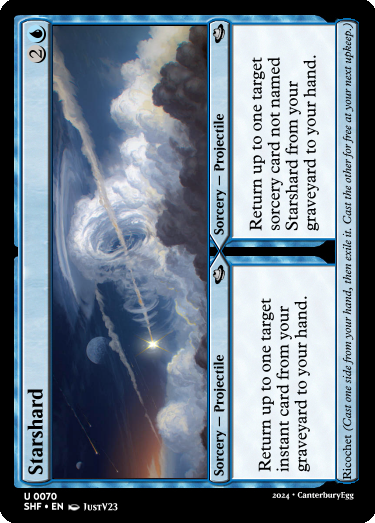 Starshard
2
Sorcery — Projectile
Return up to one target
instant card from your
graveyard to your hand.
Sorcery — Projectile
Return up to one target
sorcery card not named
Starshard from your
graveyard to your hand.
Ricochet (Cast one side from your hand, then exile it. Cast the other for free at your next upkeep.)
U 0070
SHF • EN JustV23
2024 • CanterburyEgg